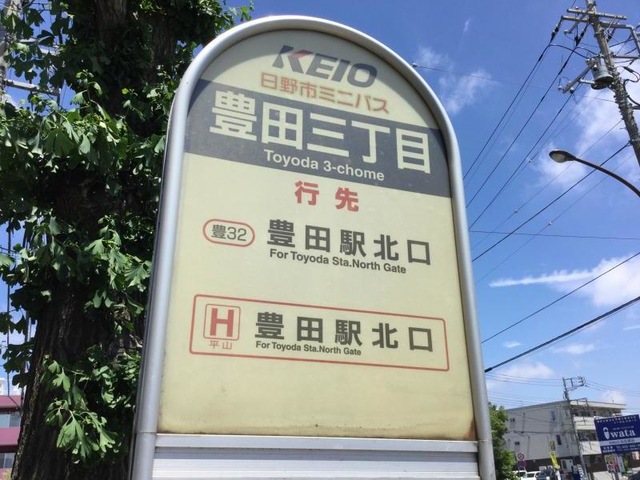 KEIO
日野市ミニバス
豊田三丁目
Toyoda 3-chome
行先
豊32 豊田駅北口
For Toyoda Sta.North Gate
H 豊田駅北口
平山 For Toyoda Sta.North Gate
wata